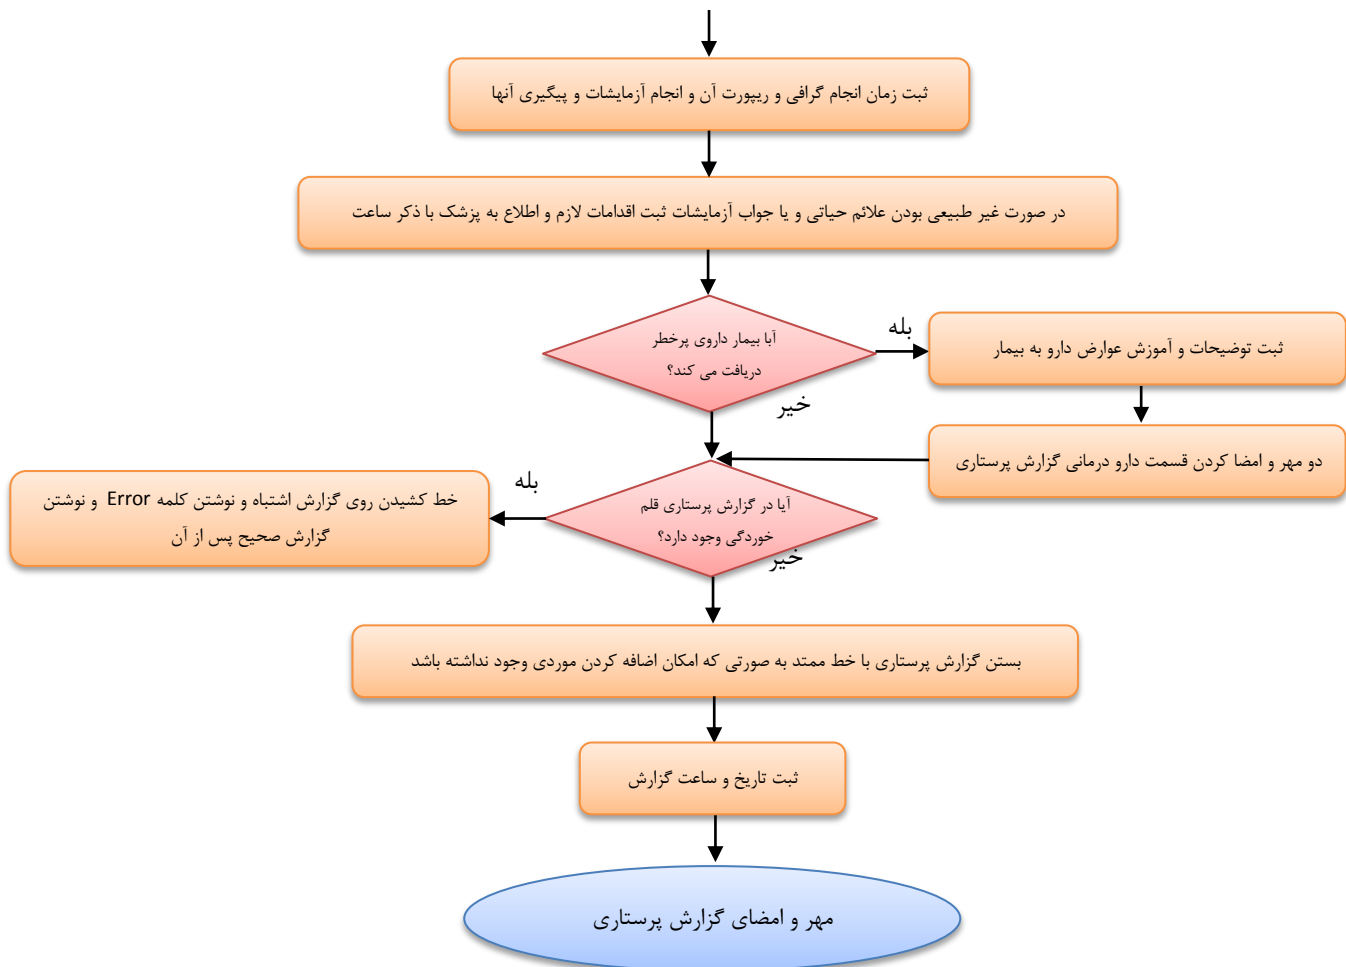 ثبت زمان انجام گرافی و ریپورت آن و انجام آزمایشات و پیگیری آنها
در صورت غیر طبیعی بودن علائم حیاتی و یا جواب آزمایشات ثبت اقدامات لازم و اطلاع به پزشک با ذکر ساعت
آیا بیمار داروی پرخطر
دریافت می کند؟
بله
ثبت توضیحات و آموزش عوارض دارو به بیمار
خیر
دو مهر و امضا کردن قسمت دارو درمانی گزارش پرستاری
آیا در گزارش پرستاری قلم
خوردگی وجود دارد؟
بله
خط کشیدن روی گزارش اشتباه و نوشتن کلمه Error و نوشتن
گزارش صحیح پس از آن
خیر
بستن گزارش پرستاری با خط ممتد به صورتی که امکان اضافه کردن موردی وجود نداشته باشد
ثبت تاریخ و ساعت گزارش
مهر و امضای گزارش پرستاری